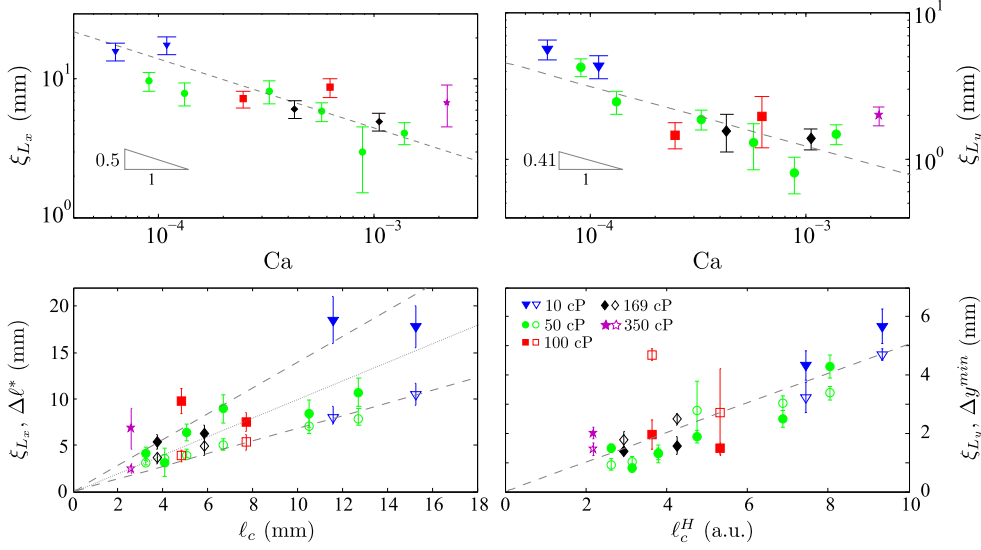 ξ_{L_x} (mm)
10^1
10^0
0.5
1
10^{−4}
10^{−3}
Ca
0.41
1
10^{−4}
10^{−3}
Ca
10^1
10^0
ξ_{L_y} (mm)
ξ_{L_x}, Δℓ* (mm)
20
15
10
5
0
0 2 4 6 8 10 12 14 16 18
ℓ_c (mm)
10 cP
50 cP
100 cP
169 cP
350 cP
6
4
2
0
0 2 4 6 8 10
ℓ_c^H (a.u.)
ξ_{L_y}, Δy^{min} (mm)